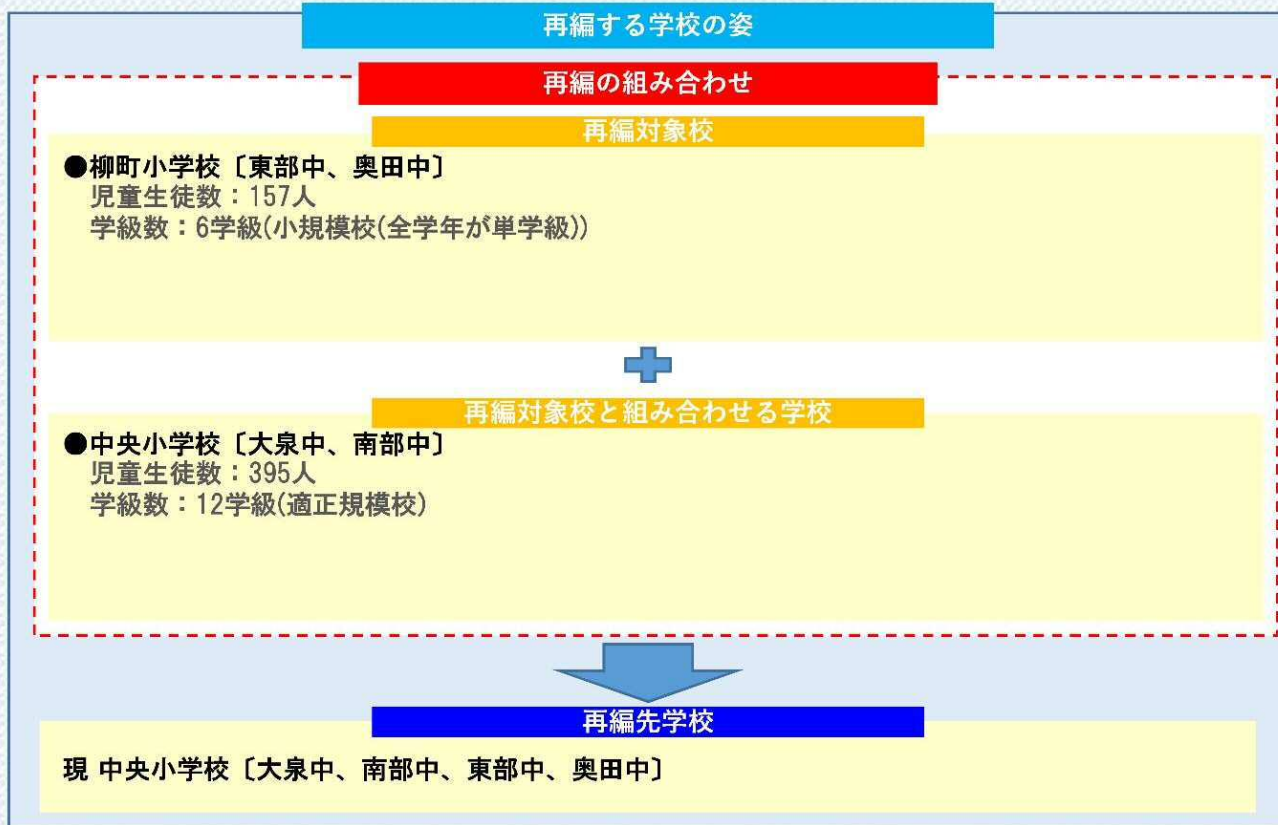 再編する学校の姿
再編の組み合わせ
再編対象校
●柳町小学校〔東部中、奥田中〕
児童生徒数：157人
学級数：6学級(小規模校(全学年が単学級))
再編対象校と組み合わせる学校
●中央小学校〔大泉中、南部中〕
児童生徒数：395人
学級数：12学級(適正規模校)
再編先学校
現 中央小学校〔大泉中、南部中、東部中、奥田中〕